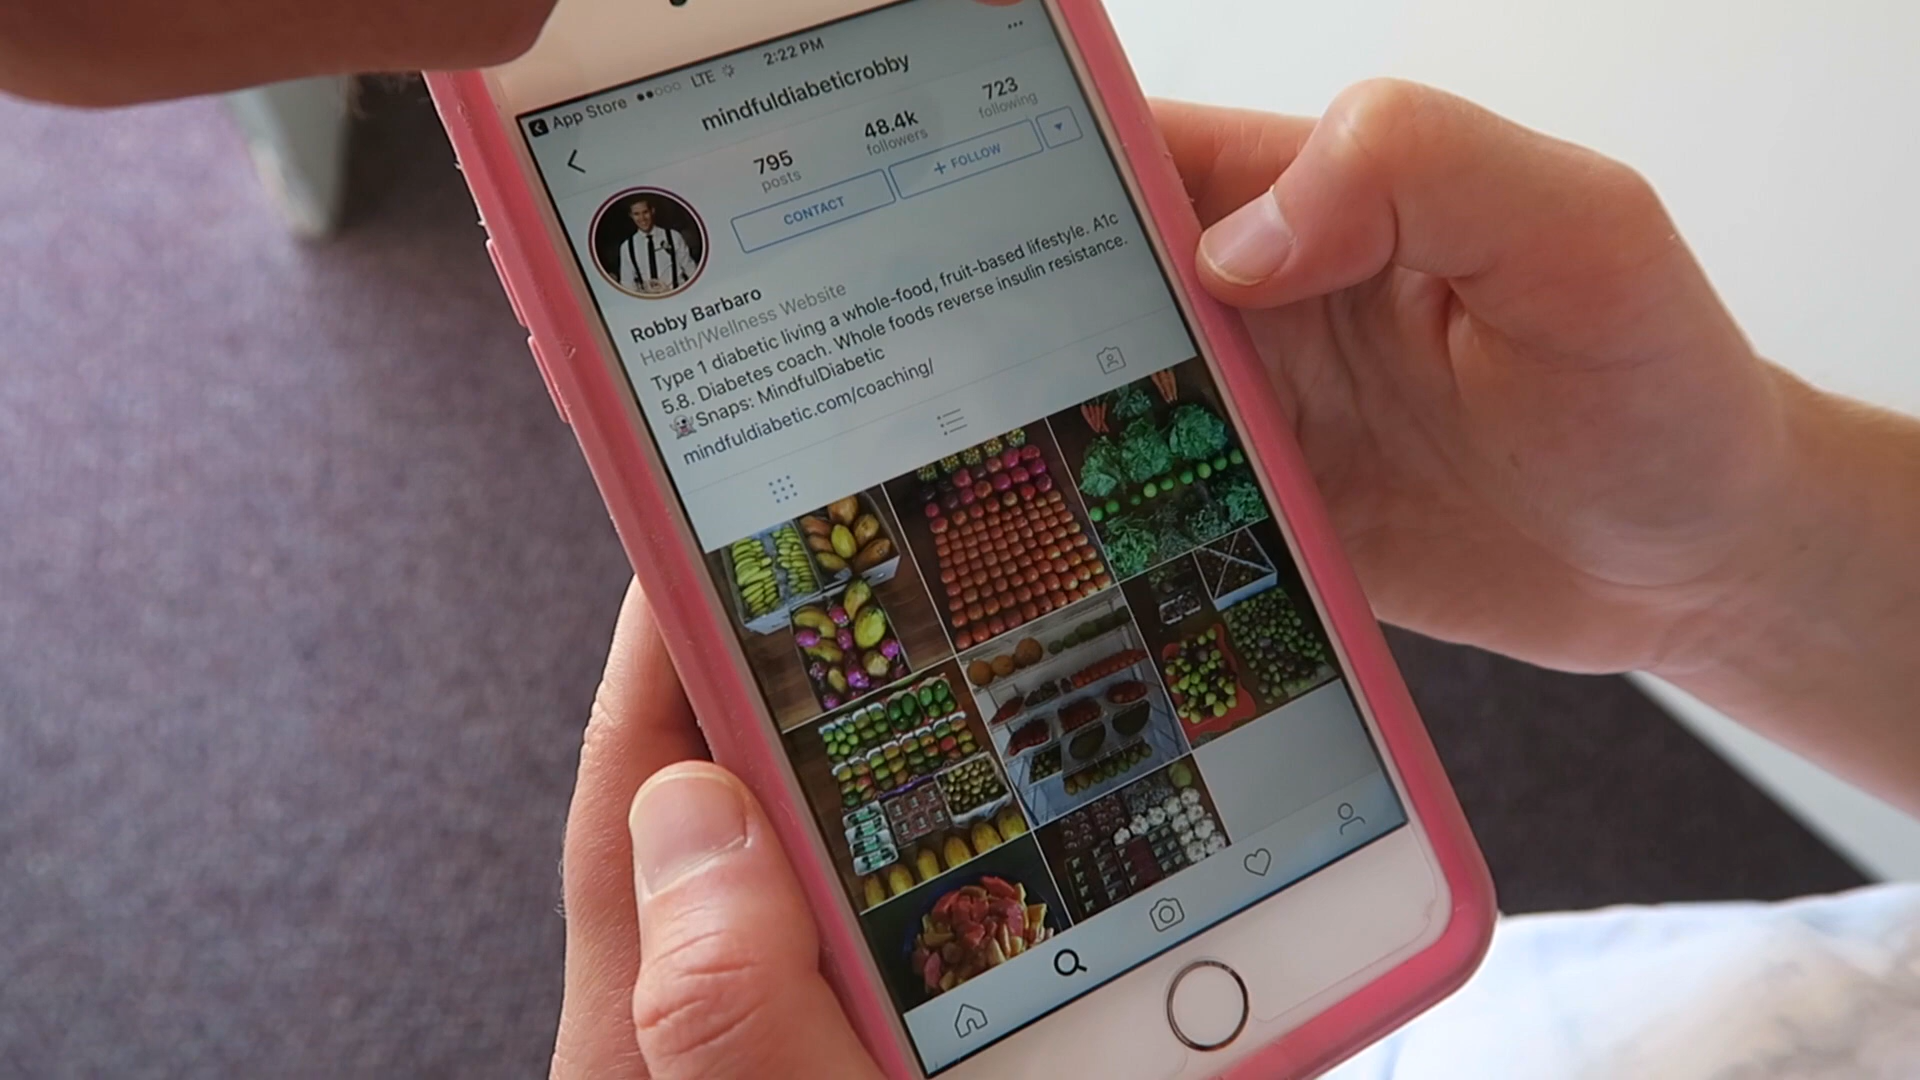 App Store LTE 2:22 PM
mindfuldiabeticrobby
795 48.4k 723
posts followers following
CONTACT + FOLLOW
Robby Barbaro
Health/Wellness Website
Type 1 diabetic living a whole-food, fruit-based lifestyle. A1c
5.8. Diabetes coach. Whole foods reverse insulin resistance.
Snaps: MindfulDiabetic
mindfuldiabetic.com/coaching/